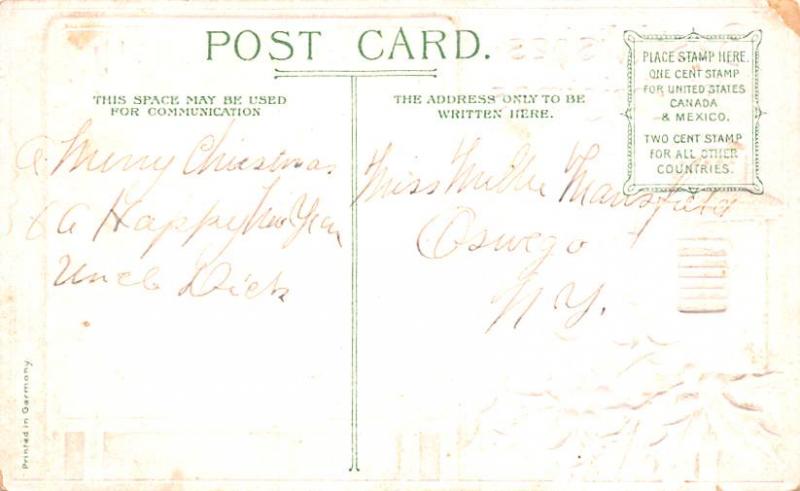 POST CARD.
THIS SPACE MAY BE USED
FOR COMMUNICATION
THE ADDRESS ONLY TO BE
WRITTEN HERE.
PLACE STAMP HERE.
ONE CENT STAMP
FOR UNITED STATES
CANADA
& MEXICO.
TWO CENT STAMP
FOR ALL OTHER
COUNTRIES.
a Merry Christmas
& a Happy New Year
Uncle Dick
Miss Millie Mansfield
Oswego
N Y.
Printed in Germany